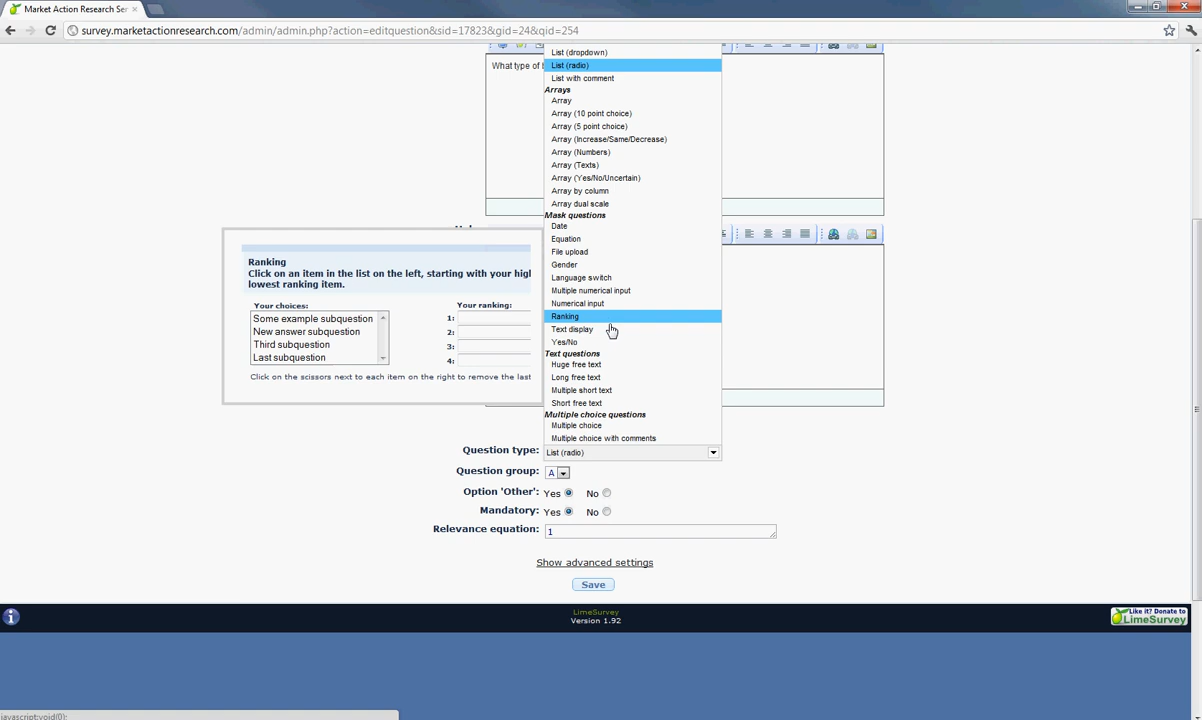 Market Action Research Ser
survey.marketactionresearch.com/admin/admin.php?action=editquestion&sid=17823&gid=24&qid=254
What type of
List (dropdown)
List (radio)
List with comment
Arrays
Array
Array (10 point choice)
Array (5 point choice)
Array (Increase/Same/Decrease)
Array (Numbers)
Array (Texts)
Array (Yes/No/Uncertain)
Array by column
Array dual scale
Mask questions
Date
Equation
File upload
Gender
Language switch
Multiple numerical input
Numerical input
Ranking
Text display
Yes/No
Text questions
Huge free text
Long free text
Multiple short text
Short free text
Multiple choice questions
Multiple choice
Multiple choice with comments
Ranking
Click on an item in the list on the left, starting with your higl
lowest ranking item.
Your choices:
Your ranking:
Some example subquestion
New answer subquestion
Third subquestion
Last subquestion
1:
2:
3:
4:
Click on the scissors next to each item on the right to remove the last
Question type: List (radio)
Question group: A
Option 'Other': Yes No
Mandatory: Yes No
Relevance equation: 1
Show advanced settings
Save
LimeSurvey
Version 1.92
Like it? Donate to
LimeSurvey
javascript:void(0);